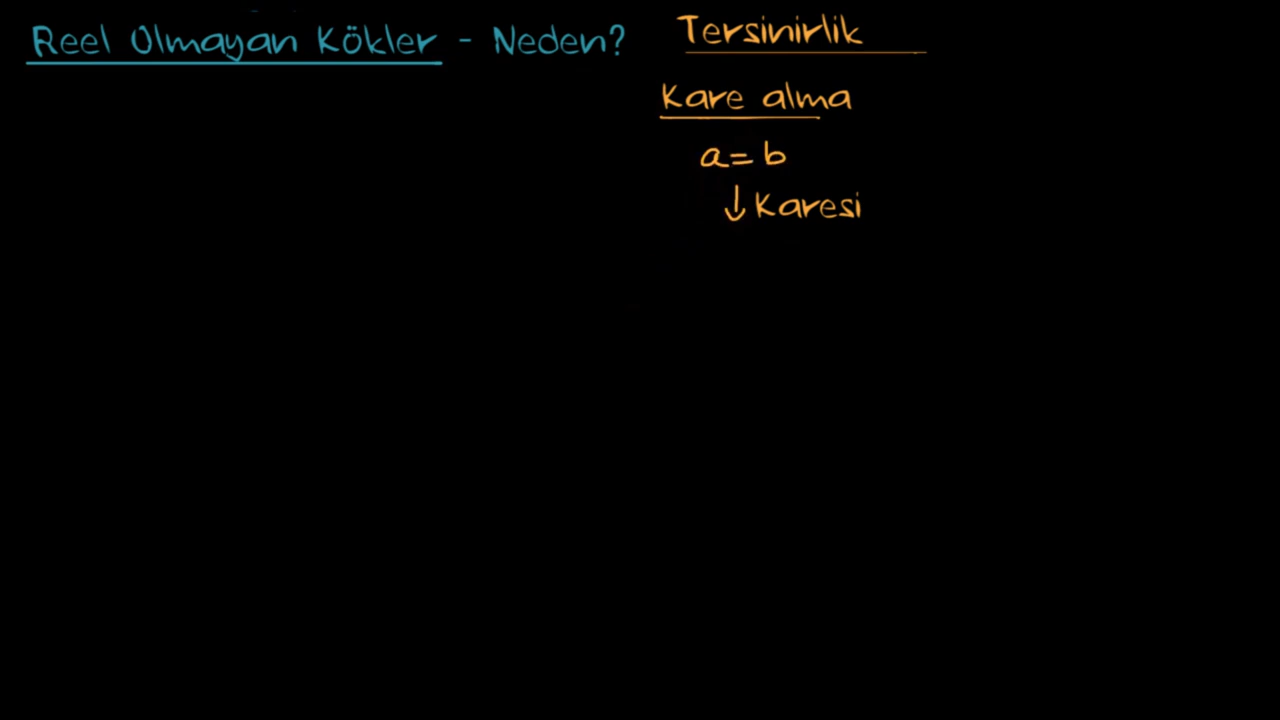 Reel Olmayan Kökler - Neden?
Tersinirlik
Kare alma
a = b
↓ Karesi